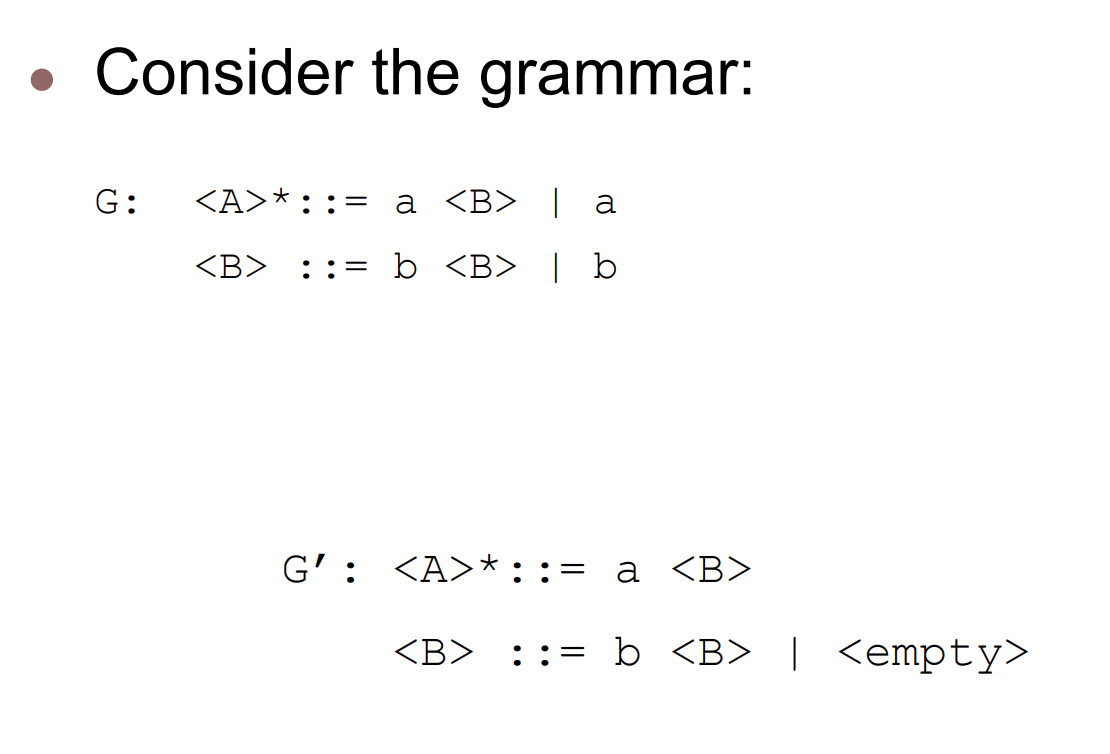 • Consider the grammar:
G: <A>*::= a <B> | a
<B> ::= b <B> | b
G′: <A>*::= a <B>
<B> ::= b <B> | <empty>